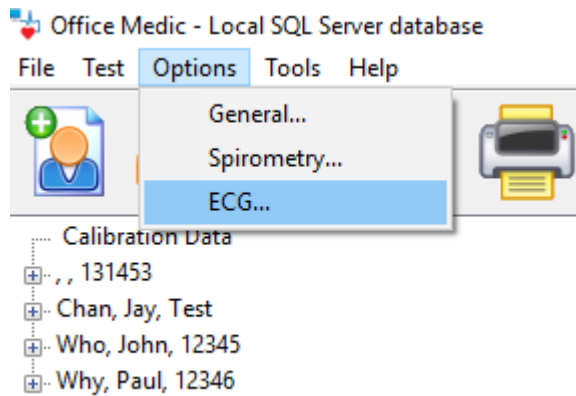 Office Medic - Local SQL Server database
File Test Options Tools Help
General...
Spirometry...
ECG...
Calibration Data
, , 131453
Chan, Jay, Test
Who, John, 12345
Why, Paul, 12346